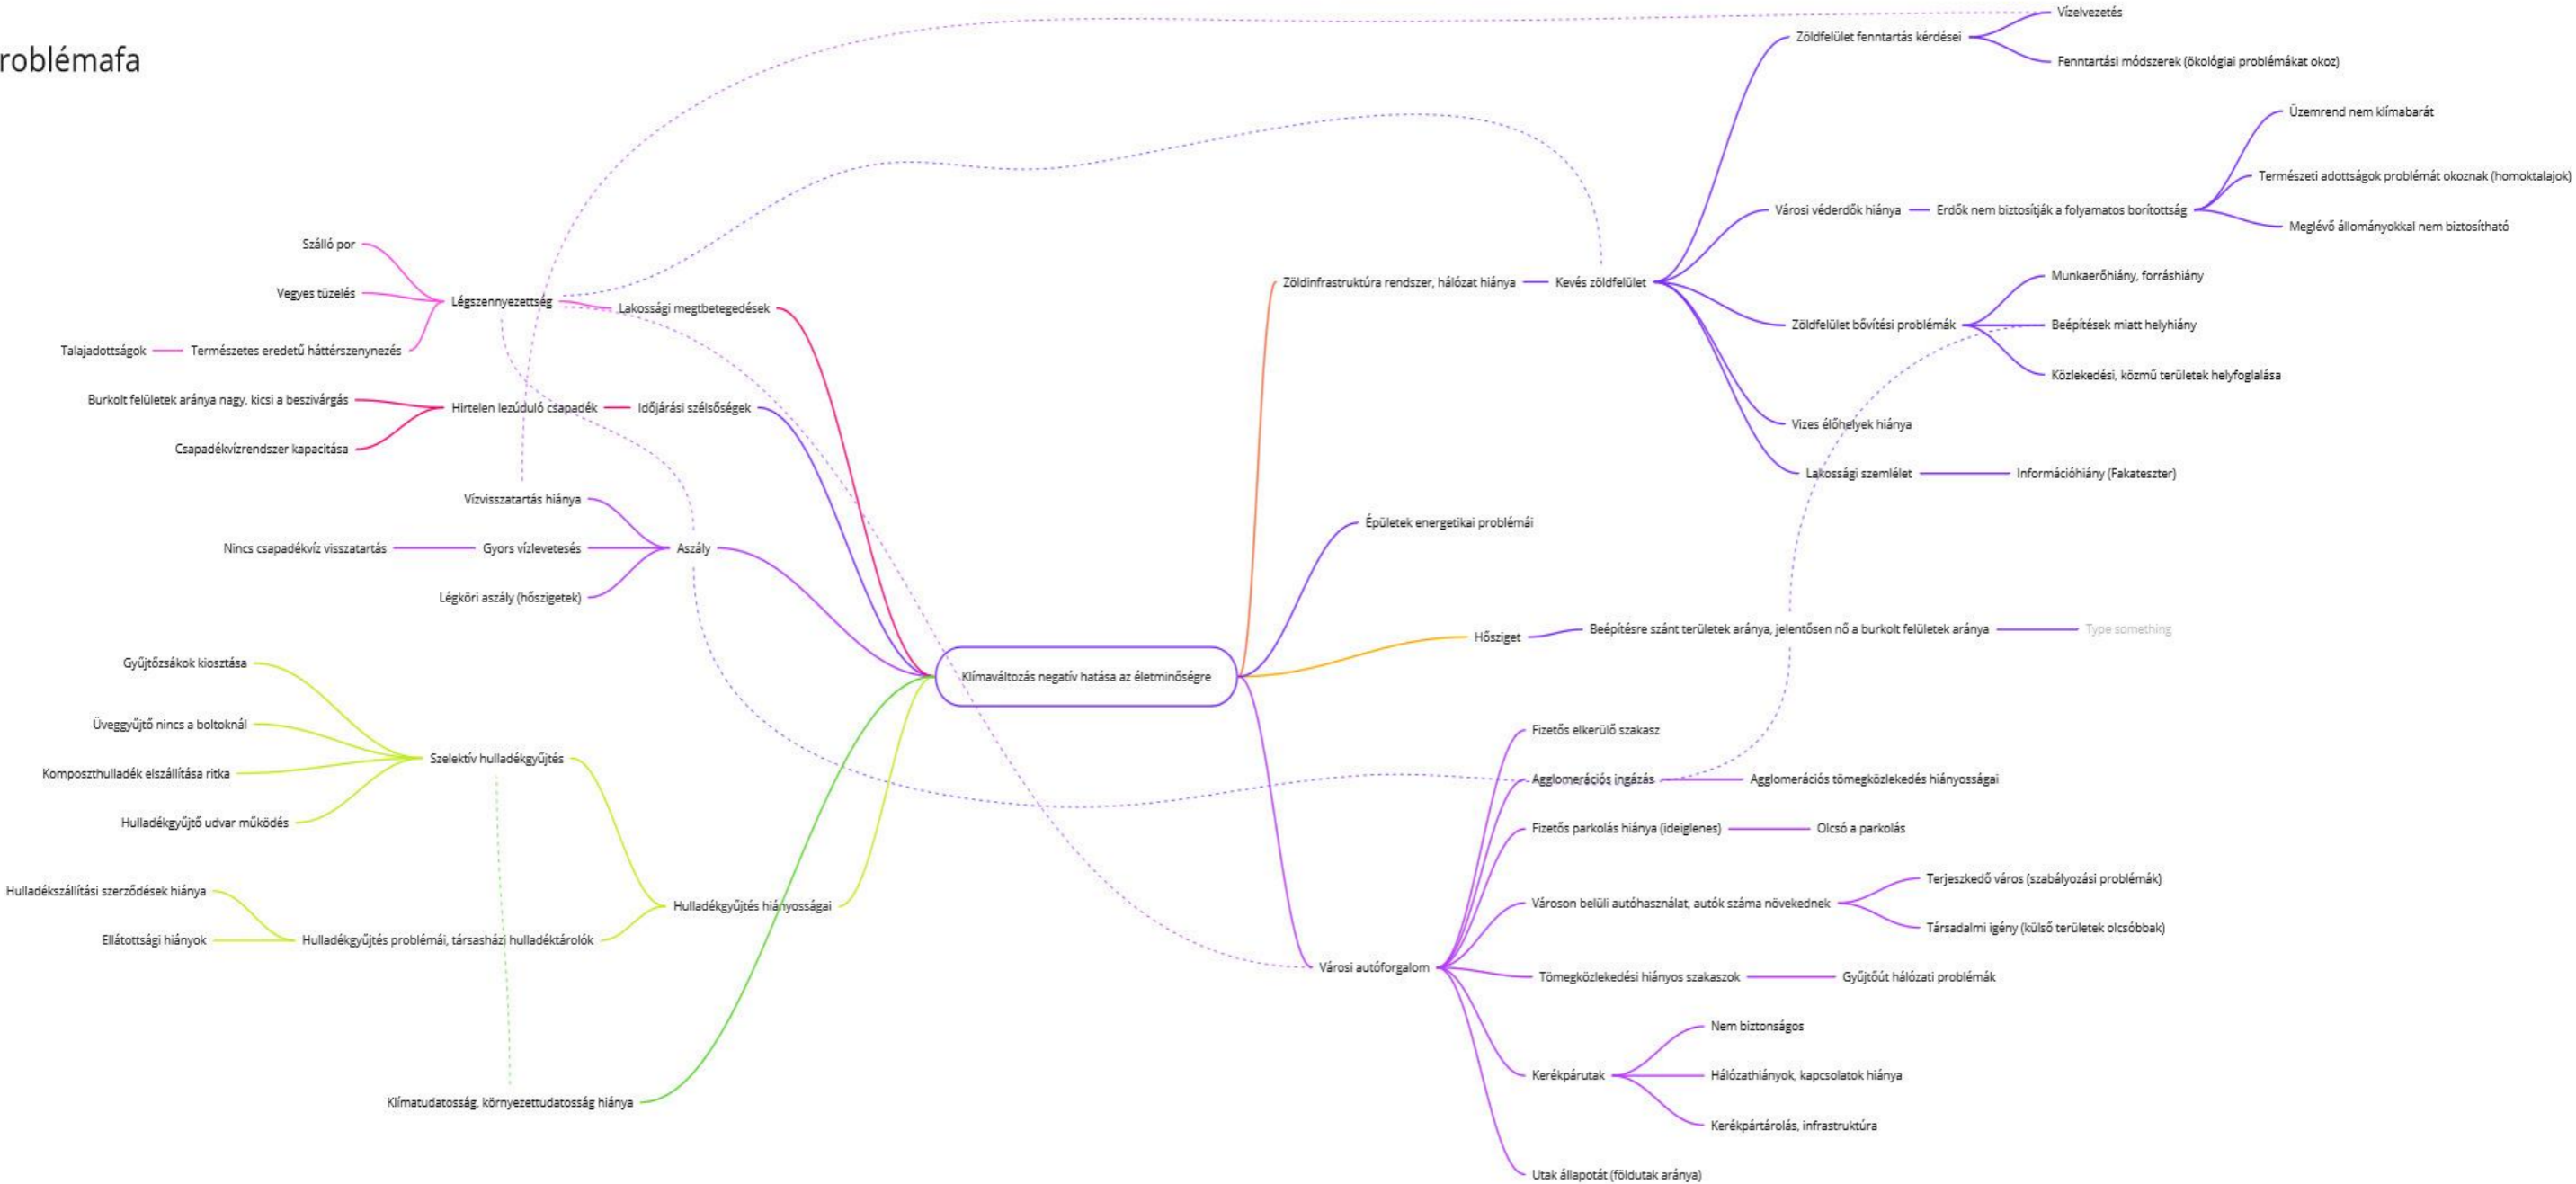 roblémafa
Klímaváltozás negatív hatása az életminőségre
Lakossági megtbetegedések
Légszennyezettség
Szálló por
Vegyes tüzelés
Természetes eredetű háttérszenynezés
Talajadottságok
Időjárási szélsőségek
Hirtelen lezúduló csapadék
Burkolt felületek aránya nagy, kicsi a beszivárgás
Csapadékvízrendszer kapacitása
Aszály
Vízvisszatartás hiánya
Gyors vízlevetesés
Nincs csapadékvíz visszatartás
Légköri aszály (hőszigetek)
Hulladékgyűjtés hiányosságai
Szelektív hulladékgyűjtés
Gyűjtőzsákok kiosztása
Üveggyűjtő nincs a boltoknál
Komposzthulladék elszállítása ritka
Hulladékgyűjtő udvar működés
Hulladékgyűjtés problémái, társasházi hulladéktárolók
Hulladékszállítási szerződések hiánya
Ellátottsági hiányok
Klímatudatosság, környezettudatosság hiánya
Zöldinfrastruktúra rendszer, hálózat hiánya
Kevés zöldfelület
Zöldfelület fenntartás kérdései
Vízelvezetés
Fenntartási módszerek (ökológiai problémákat okoz)
Városi véderdők hiánya
Erdők nem biztosítják a folyamatos borítottság
Üzemrend nem klímabarát
Természeti adottságok problémát okoznak (homoktalajok)
Meglévő állományokkal nem biztosítható
Zöldfelület bővítési problémák
Munkaerőhiány, forráshiány
Beépítések miatt helyhiány
Közlekedési, közmű területek helyfoglalása
Vizes élőhelyek hiánya
Lakossági szemlélet
Információhiány (Fakateszter)
Épületek energetikai problémái
Hősziget
Beépítésre szánt területek aránya, jelentősen nő a burkolt felületek aránya
Type something
Városi autóforgalom
Fizetős elkerülő szakasz
Agglomerációs ingázás
Agglomerációs tömegközlekedés hiányosságai
Fizetős parkolás hiánya (ideiglenes)
Olcsó a parkolás
Városon belüli autóhasználat, autók száma növekednek
Terjeszkedő város (szabályozási problémák)
Társadalmi igény (külső területek olcsóbbak)
Tömegközlekedési hiányos szakaszok
Gyűjtőút hálózati problémák
Kerékpárutak
Nem biztonságos
Hálózathiányok, kapcsolatok hiánya
Kerékpártárolás, infrastruktúra
Utak állapotát (földutak aránya)